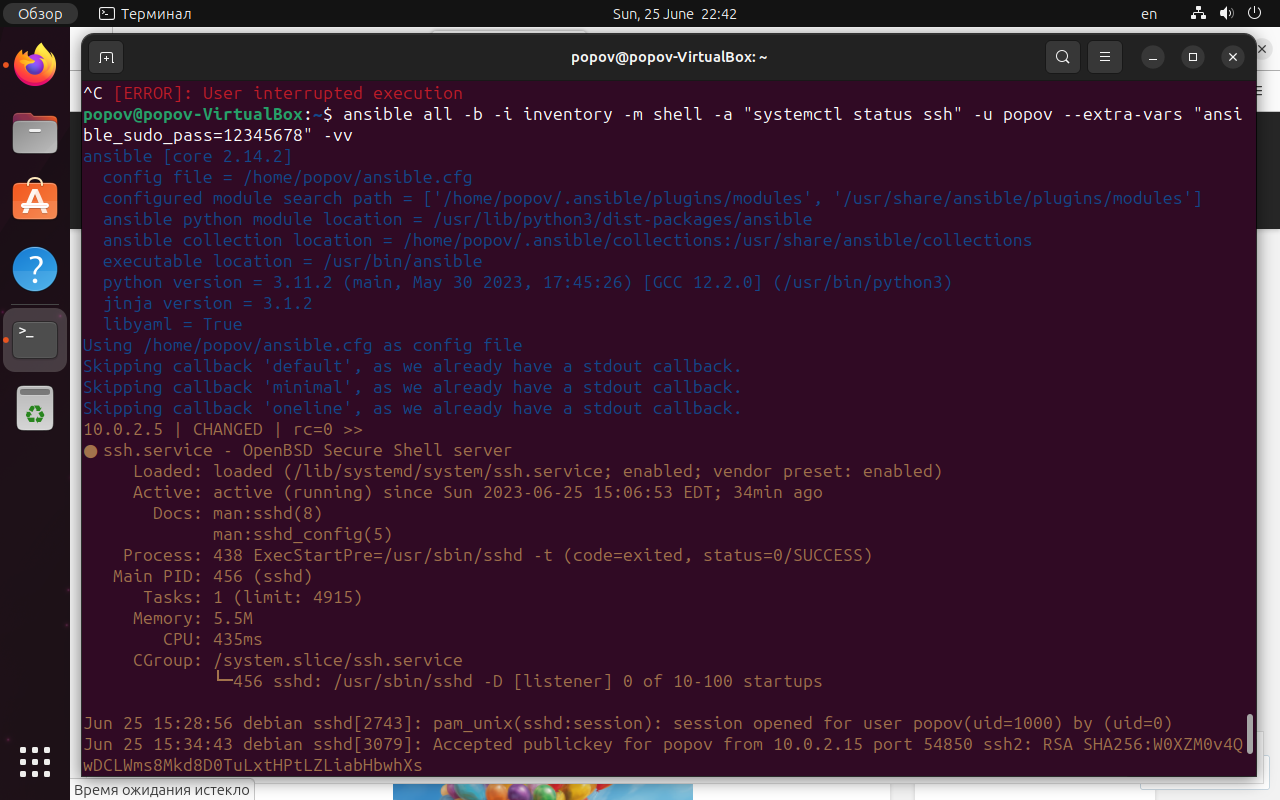 Обзор
Терминал
Sun, 25 June 22:42
en
popov@popov-VirtualBox: ~
^C [ERROR]: User interrupted execution
popov@popov-VirtualBox:~$ ansible all -b -i inventory -m shell -a "systemctl status ssh" -u popov --extra-vars "ansi
ble_sudo_pass=12345678" -vv
ansible [core 2.14.2]
config file = /home/popov/ansible.cfg
configured module search path = ['/home/popov/.ansible/plugins/modules', '/usr/share/ansible/plugins/modules']
ansible python module location = /usr/lib/python3/dist-packages/ansible
ansible collection location = /home/popov/.ansible/collections:/usr/share/ansible/collections
executable location = /usr/bin/ansible
python version = 3.11.2 (main, May 30 2023, 17:45:26) [GCC 12.2.0] (/usr/bin/python3)
jinja version = 3.1.2
libyaml = True
Using /home/popov/ansible.cfg as config file
Skipping callback 'default', as we already have a stdout callback.
Skipping callback 'minimal', as we already have a stdout callback.
Skipping callback 'oneline', as we already have a stdout callback.
10.0.2.5 | CHANGED | rc=0 >>
● ssh.service - OpenBSD Secure Shell server
Loaded: loaded (/lib/systemd/system/ssh.service; enabled; vendor preset: enabled)
Active: active (running) since Sun 2023-06-25 15:06:53 EDT; 34min ago
Docs: man:sshd(8)
man:sshd_config(5)
Process: 438 ExecStartPre=/usr/sbin/sshd -t (code=exited, status=0/SUCCESS)
Main PID: 456 (sshd)
Tasks: 1 (limit: 4915)
Memory: 5.5M
CPU: 435ms
CGroup: /system.slice/ssh.service
└─456 sshd: /usr/sbin/sshd -D [listener] 0 of 10-100 startups
Jun 25 15:28:56 debian sshd[2743]: pam_unix(sshd:session): session opened for user popov(uid=1000) by (uid=0)
Jun 25 15:34:43 debian sshd[3079]: Accepted publickey for popov from 10.0.2.15 port 54850 ssh2: RSA SHA256:W0XZM0v4Q
wDCLWms8Mkd8D0TuLxtHPtLZLiabHbwhXs
Время ожидания истекло